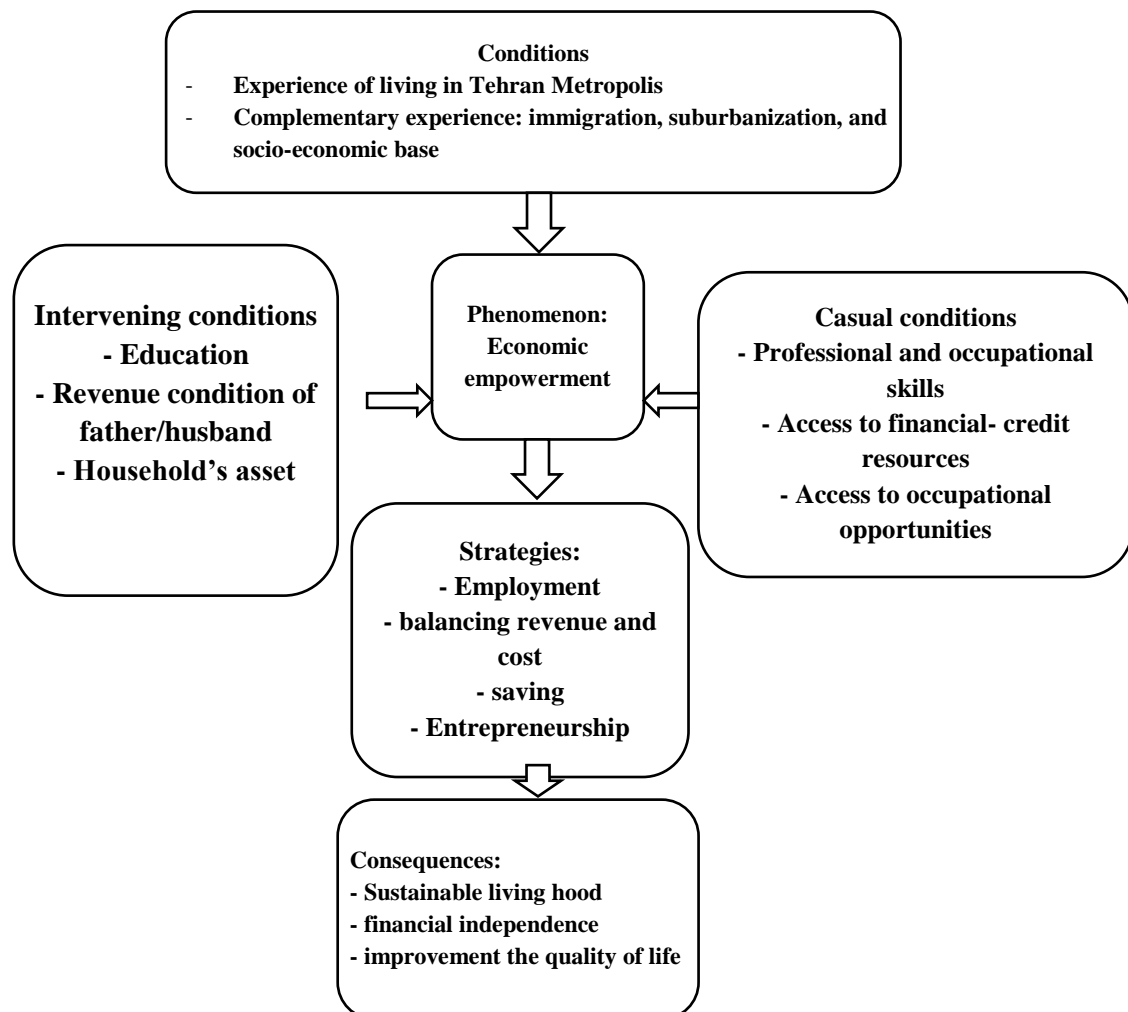 Conditions
- Experience of living in Tehran Metropolis
- Complementary experience: immigration, suburbanization, and
socio-economic base
Intervening conditions
- Education
- Revenue condition of
father/husband
- Household’s asset
Phenomenon:
Economic
empowerment
Casual conditions
- Professional and occupational
skills
- Access to financial- credit
resources
- Access to occupational
opportunities
Strategies:
- Employment
- balancing revenue and
cost
- saving
- Entrepreneurship
Consequences:
- Sustainable living hood
- financial independence
- improvement the quality of life